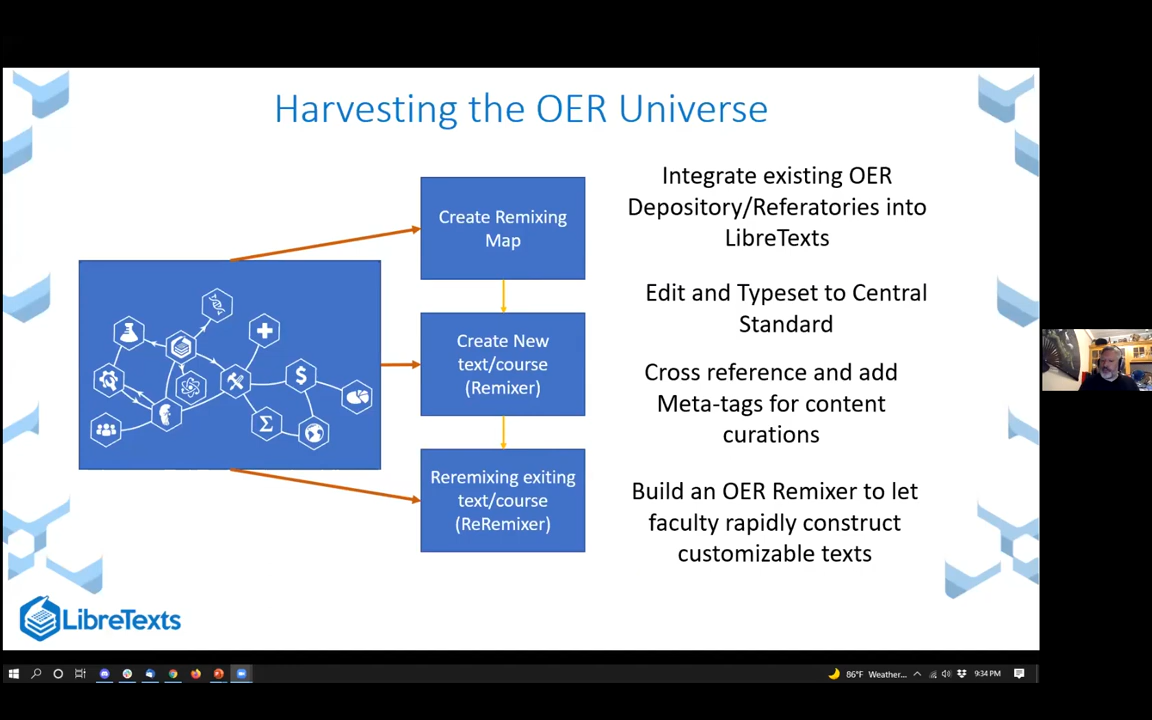 Harvesting the OER Universe
Create Remixing
Map
Create New
text/course
(Remixer)
Reremixing exiting
text/course
(ReRemixer)
Integrate existing OER
Depository/Referatories into
LibreTexts
Edit and Typeset to Central
Standard
Cross reference and add
Meta-tags for content
curations
Build an OER Remixer to let
faculty rapidly construct
customizable texts
$
Σ
LibreTexts
86°F Weather... 9:34 PM